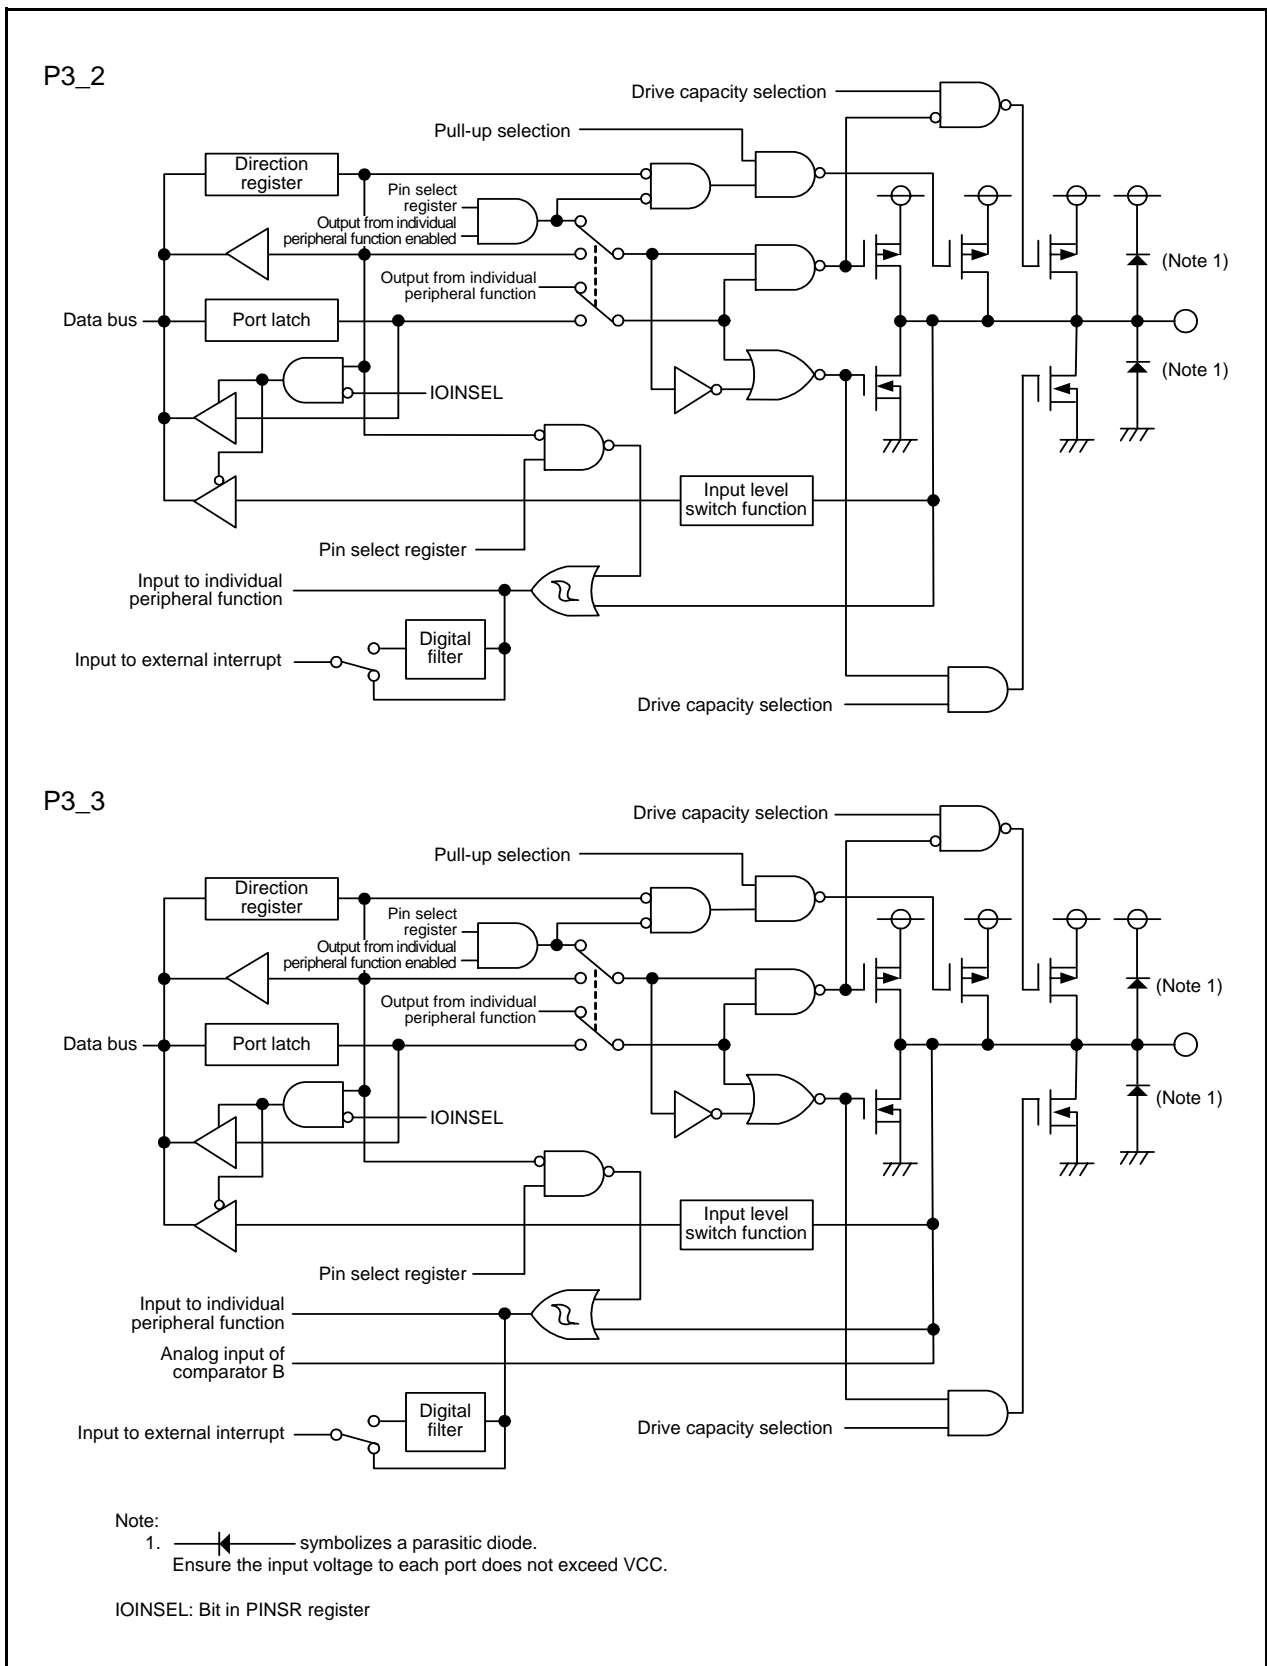 P3_2
Drive capacity selection
Pull-up selection
Direction
register
Pin select
register
Output from individual
peripheral function enabled
(Note 1)
Output from individual
peripheral function
Data bus
Port latch
(Note 1)
IOINSEL
Input level
switch function
Pin select register
Input to individual
peripheral function
Digital
filter
Input to external interrupt
Drive capacity selection
P3_3
Drive capacity selection
Pull-up selection
Direction
register
Pin select
register
Output from individual
peripheral function enabled
(Note 1)
Output from individual
peripheral function
Data bus
Port latch
(Note 1)
IOINSEL
Input level
switch function
Pin select register
Input to individual
peripheral function
Analog input of
comparator B
Digital
filter
Input to external interrupt
Drive capacity selection
Note:
1. symbolizes a parasitic diode.
Ensure the input voltage to each port does not exceed VCC.
IOINSEL: Bit in PINSR register